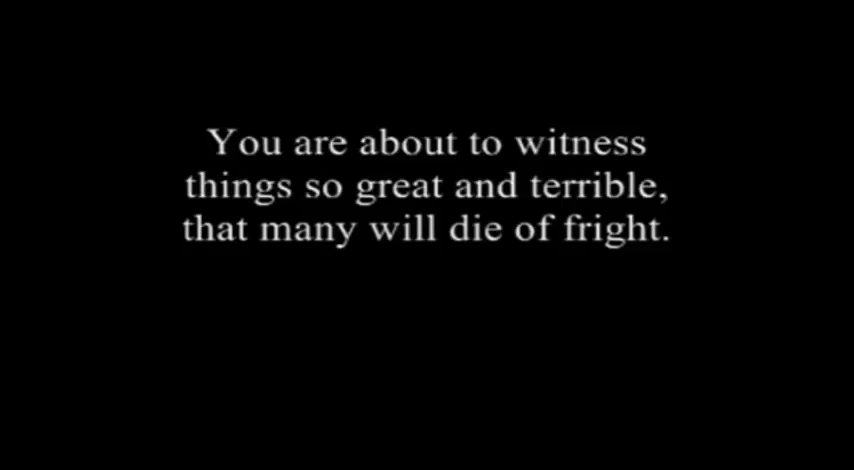 You are about to witness
things so great and terrible,
that many will die of fright.